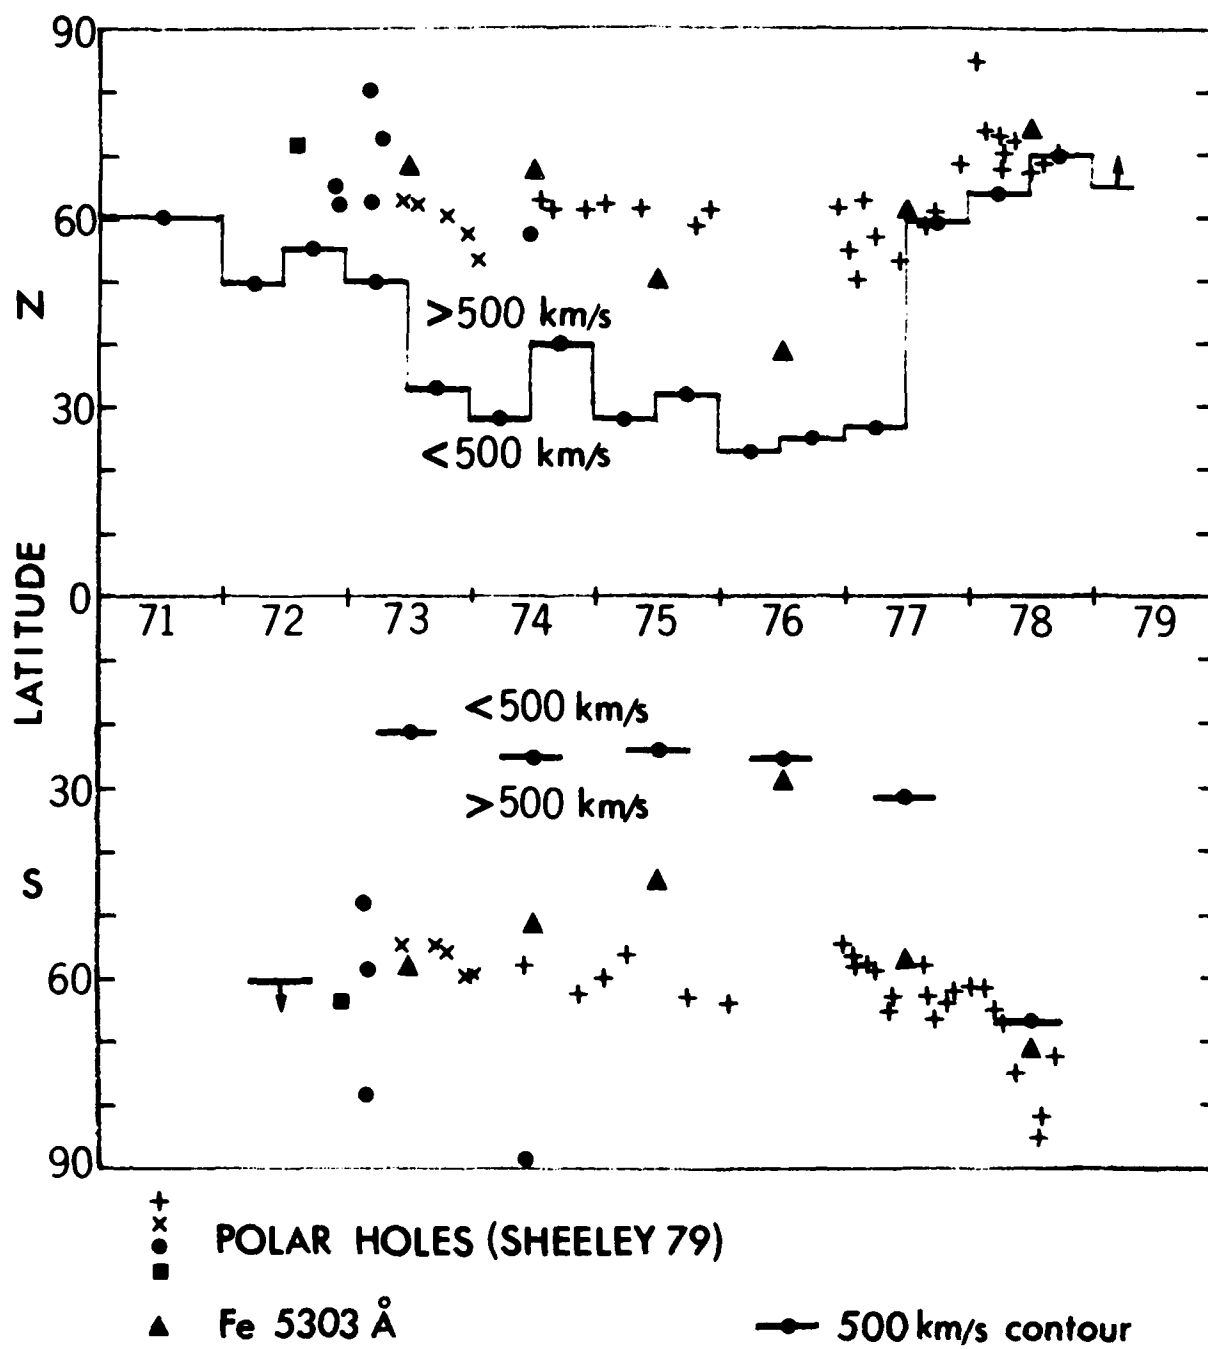 90
60
N
>500 km/s
30
<500 km/s
LATITUDE
0
71 72 73 74 75 76 77 78 79
<500 km/s
30
>500 km/s
S
60
90
POLAR HOLES (SHEELEY 79)
Fe 5303 Å
500 km/s contour